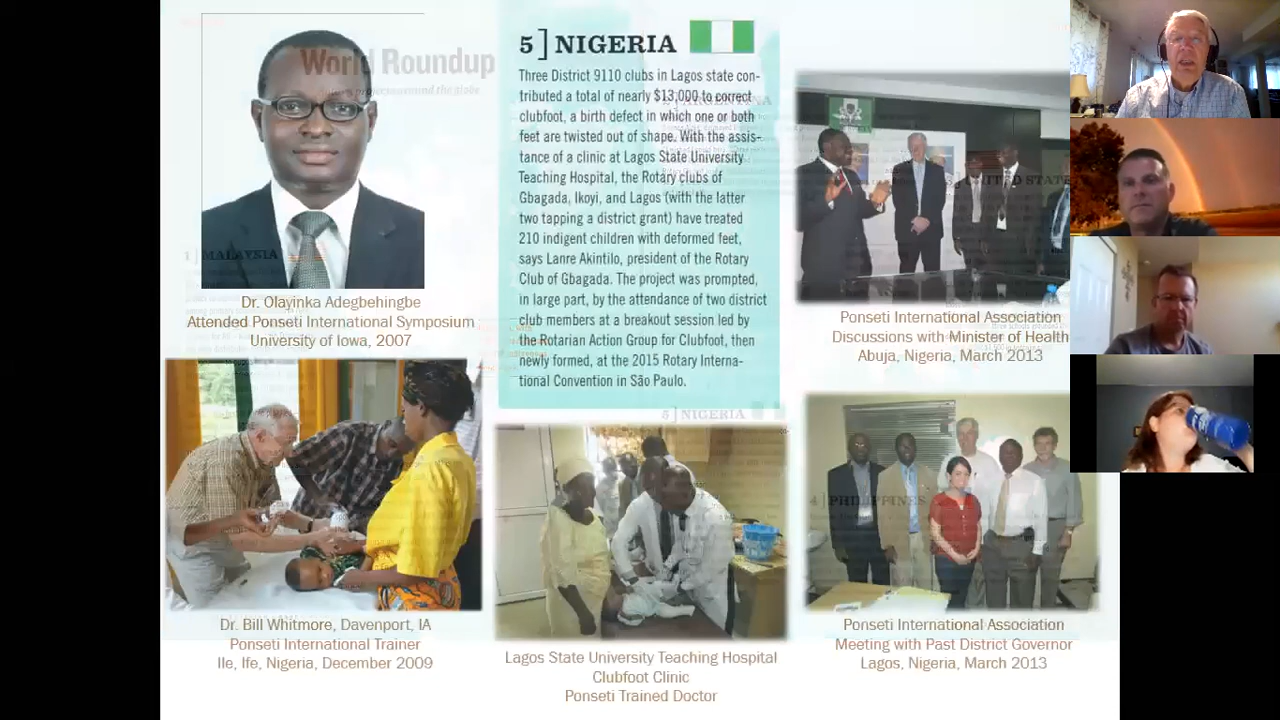 World Roundup
5] NIGERIA
Three District 9110 clubs in Lagos state con-
tributed a total of nearly $13,000 to correct
clubfoot, a birth defect in which one or both
feet are twisted out of shape. With the assis-
tance of a clinic at Lagos State University
Teaching Hospital, the Rotary clubs of
Gbagada, Ikoyi, and Lagos (with the latter
two tapping a district grant) have treated
210 indigent children with deformed feet,
says Lanre Akintilo, president of the Rotary
Club of Gbagada. The project was prompted,
in large part, by the attendance of two district
club members at a breakout session led by
the Rotarian Action Group for Clubfoot, then
newly formed, at the 2015 Rotary Interna-
tional Convention in São Paulo.
1] MALAYSIA
ARGENTINA
UNITED STATE
5] NIGERIA
4] PHILIPPINES
Dr. Olayinka Adegbehingbe
Attended Ponseti International Symposium
University of Iowa, 2007
Ponseti International Association
Discussions with Minister of Health
Abuja, Nigeria, March 2013
Dr. Bill Whitmore, Davenport, IA
Ponseti International Trainer
Ile, Ife, Nigeria, December 2009
Lagos State University Teaching Hospital
Clubfoot Clinic
Ponseti Trained Doctor
Ponseti International Association
Meeting with Past District Governor
Lagos, Nigeria, March 2013